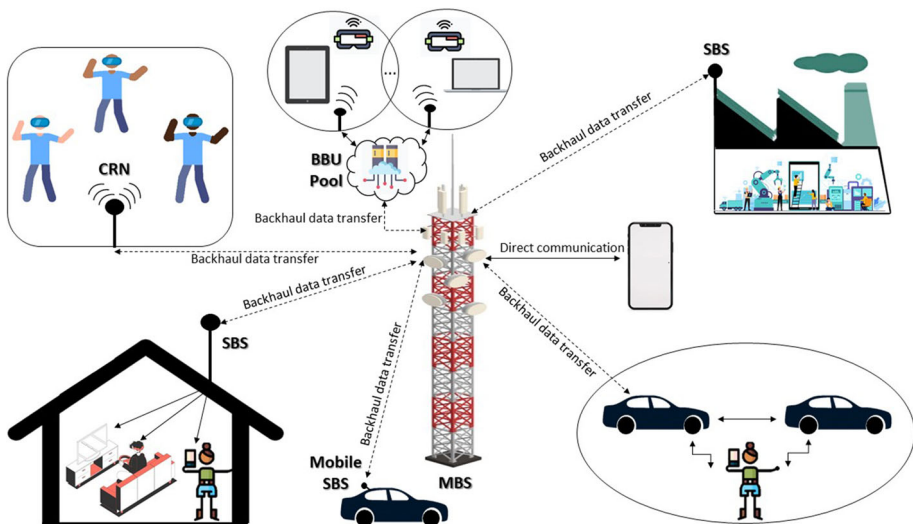 SBS
Backhaul data transfer
CRN
BBU
Pool
Backhaul data transfer
Direct communication
Backhaul data transfer
Backhaul data transfer
Backhaul data transfer
SBS
Backhaul data transfer
Mobile
SBS
MBS